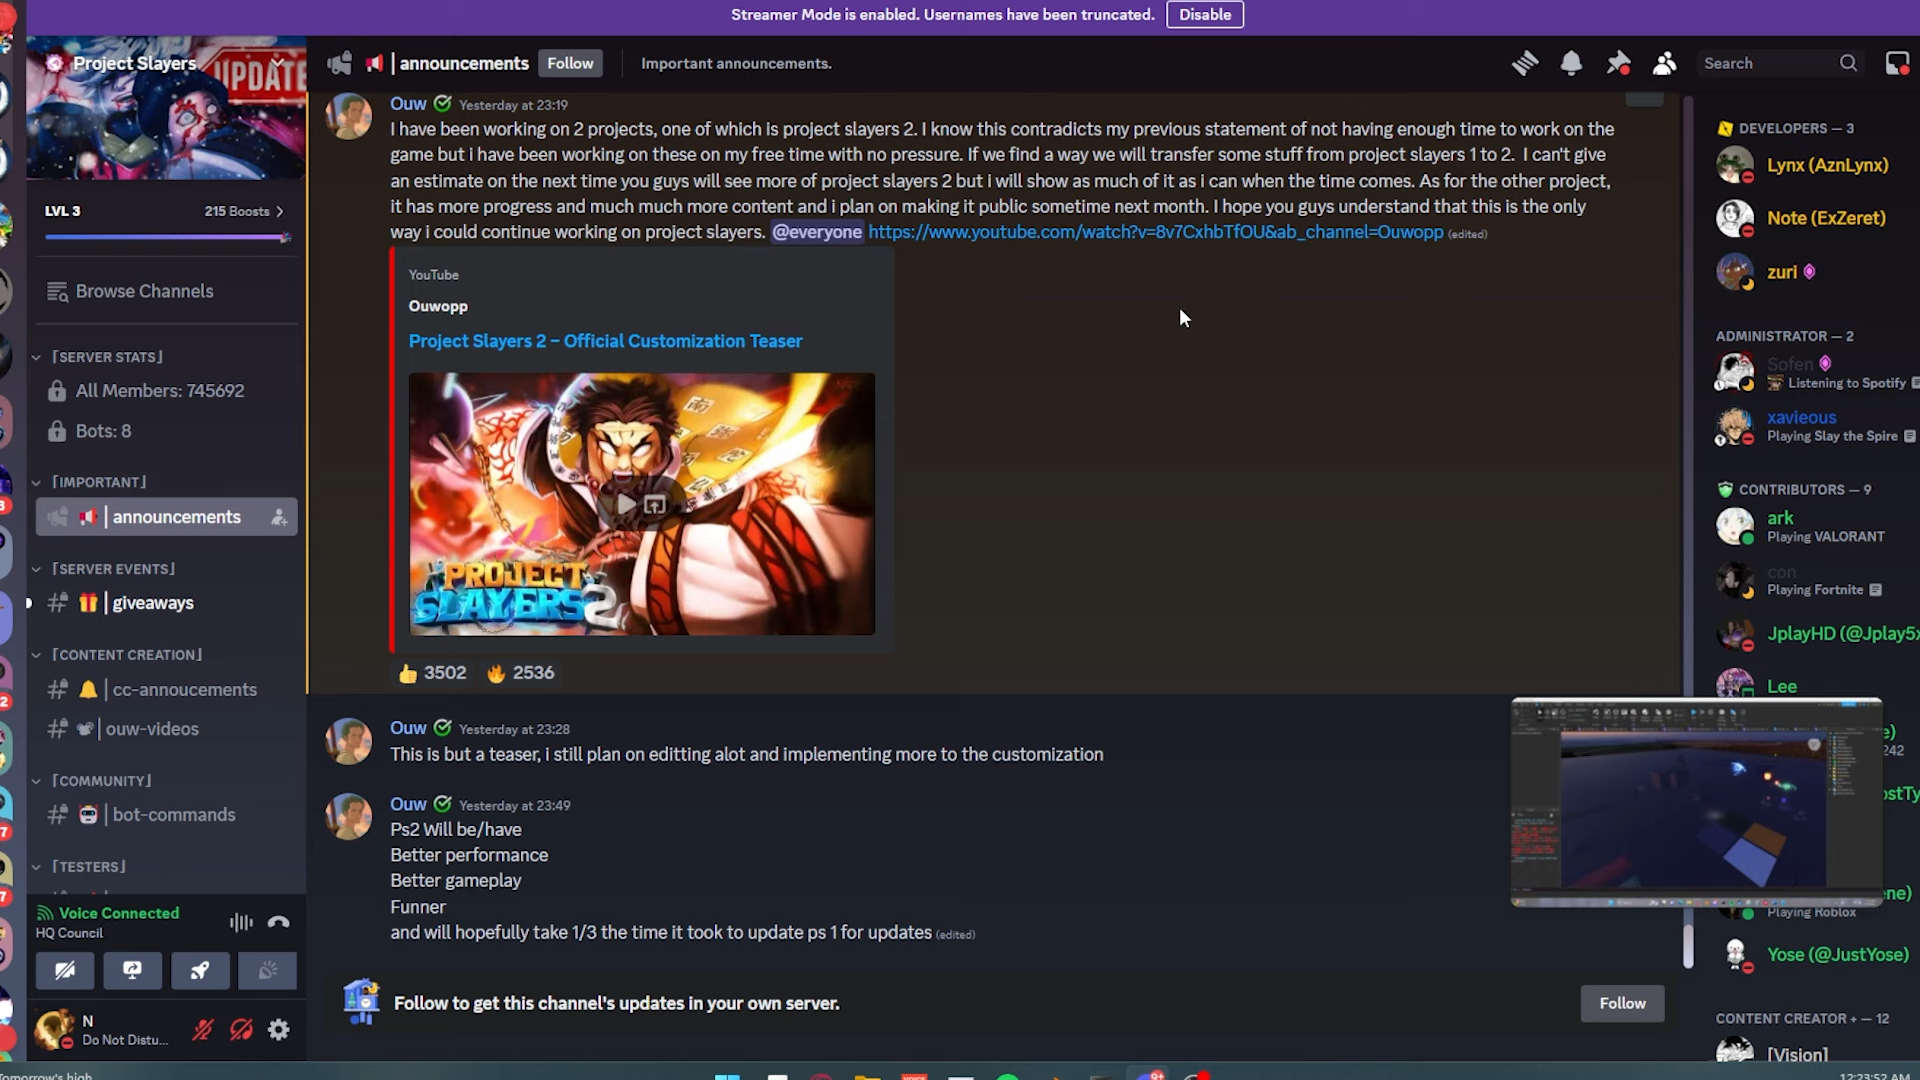 Streamer Mode is enabled. Usernames have been truncated.
Disable
Project Slayers
UPDATE
LVL 3
215 Boosts
Browse Channels
[SERVER STATS]
All Members: 745692
Bots: 8
[IMPORTANT]
announcements
[SERVER EVENTS]
giveaways
[CONTENT CREATION]
cc-annoucements
ouw-videos
[COMMUNITY]
bot-commands
[TESTERS]
Voice Connected
HQ Council
N
Do Not Distu...
| announcements
Follow
Important announcements.
Search
Ouw Yesterday at 23:19
I have been working on 2 projects, one of which is project slayers 2. I know this contradicts my previous statement of not having enough time to work on the
game but i have been working on these on my free time with no pressure. If we find a way we will transfer some stuff from project slayers 1 to 2. I can't give
an estimate on the next time you guys will see more of project slayers 2 but i will show as much of it as i can when the time comes. As for the other project,
it has more progress and much much more content and i plan on making it public sometime next month. I hope you guys understand that this is the only
way i could continue working on project slayers. @everyone https://www.youtube.com/watch?v=8v7CxhbTfOU&ab_channel=Ouwopp (edited)
YouTube
Ouwopp
Project Slayers 2 – Official Customization Teaser
PROJECT
SLAYERS 2
3502
2536
Ouw Yesterday at 23:28
This is but a teaser, i still plan on editting alot and implementing more to the customization
Ouw Yesterday at 23:49
Ps2 Will be/have
Better performance
Better gameplay
Funner
and will hopefully take 1/3 the time it took to update ps 1 for updates (edited)
Follow to get this channel's updates in your own server.
Follow
DEVELOPERS — 3
Lynx (AznLynx)
Note (ExZeret)
zuri
ADMINISTRATOR — 2
Sofen
Listening to Spotify
xavieous
Playing Slay the Spire
CONTRIBUTORS — 9
ark
Playing VALORANT
con
Playing Fortnite
JplayHD (@Jplay5x
Lee
Playing Roblox
Yose (@JustYose)
CONTENT CREATOR + — 12
[Vision]
Tomorrow's high
12:23:52 AM